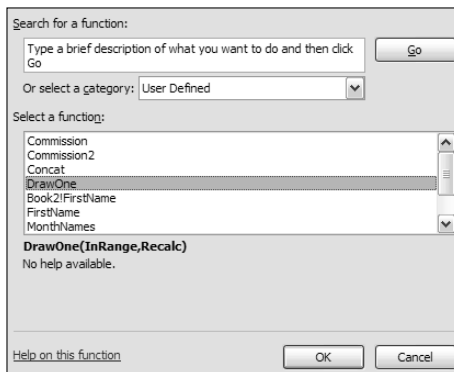 Search for a function:
Type a brief description of what you want to do and then click
Go
Go
Or select a category: User Defined
Select a function:
Commission
Commission2
Concat
DrawOne
Book2!FirstName
FirstName
MonthNames
DrawOne(InRange,Recalc)
No help available.
Help on this function
OK
Cancel